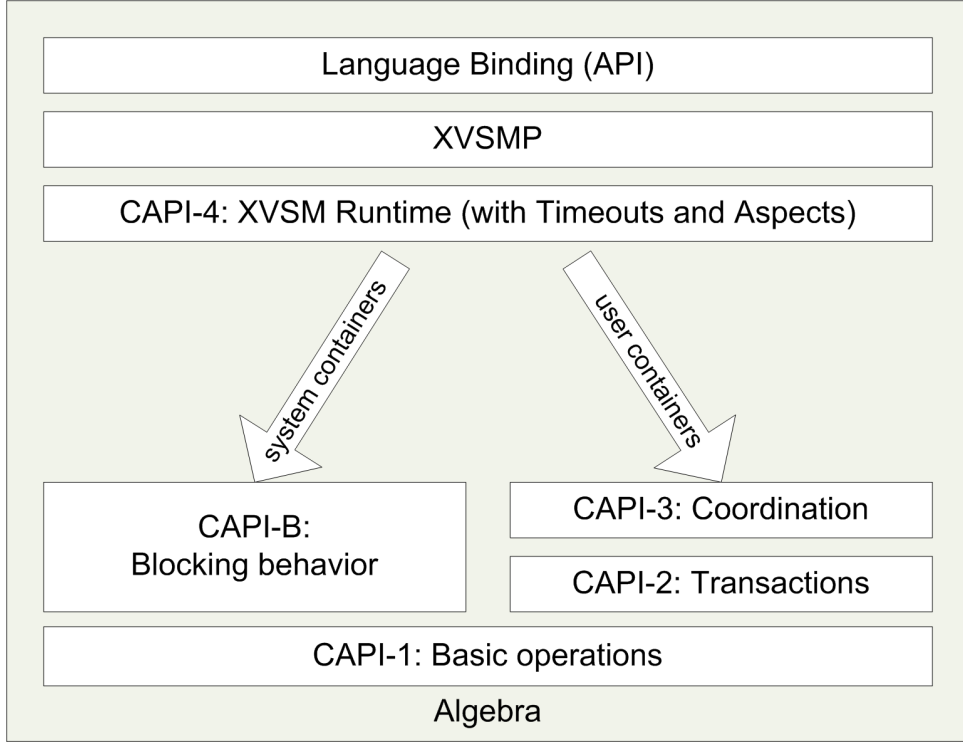 Language Binding (API)
XVSMP
CAPI-4: XVSM Runtime (with Timeouts and Aspects)
system containers
user containers
CAPI-B:
Blocking behavior
CAPI-3: Coordination
CAPI-2: Transactions
CAPI-1: Basic operations
Algebra